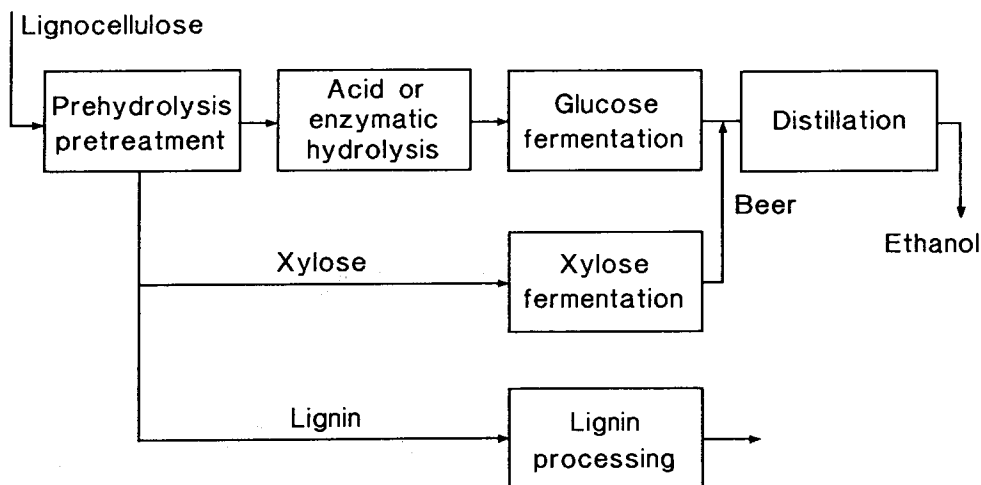 Lignocellulose
Prehydrolysis
pretreatment
Acid or
enzymatic
hydrolysis
Glucose
fermentation
Distillation
Beer
Ethanol
Xylose
Xylose
fermentation
Lignin
Lignin
processing